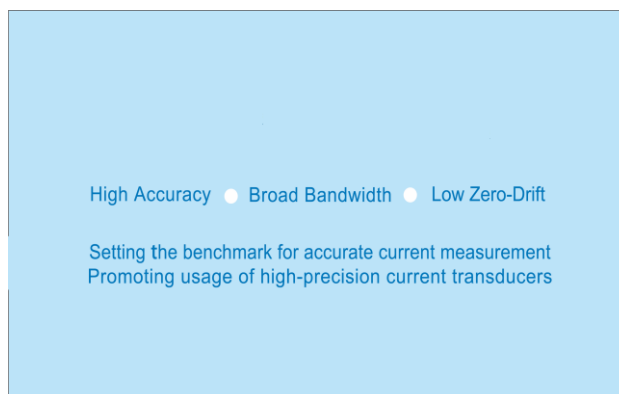 High Accuracy Broad Bandwidth Low Zero-Drift
Setting the benchmark for accurate current measurement
Promoting usage of high-precision current transducers